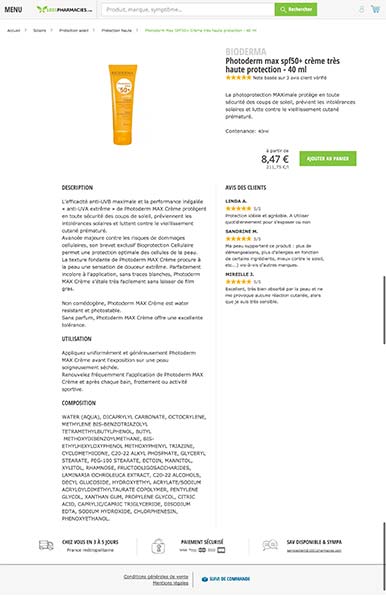 MENU
1001PHARMACIES.com
Produit, marque, symptôme...
Rechercher
Accueil > Solaire > Protection soleil > Protection haute > Photoderm max spf50+ crème très haute protection - 40 ml
BIODERMA
Photoderm max spf50+ crème très
haute protection - 40 ml
Note basée sur 3 avis client vérifié
La photoprotection MAXimale protège en toute
sécurité des coups de soleil, prévient les intolérances
solaires et lutte contre le vieillissement cutané
prématuré.
Contenance: 40ml
BIODERMA
50+
à partir de
8,47 €
211,75 €/l
AJOUTER AU PANIER
DESCRIPTION
L'efficacité anti-UVB maximale et la performance inégalée
« anti-UVA extrême » de Photoderm MAX Crème protègent
en toute sécurité des coups de soleil, préviennent les
intolérances solaires et luttent contre le vieillissement
cutané prématuré.
Avancée majeure contre les risques de dommages
cellulaires, son brevet exclusif Bioprotection Cellulaire
permet une protection optimale des cellules de la peau.
La texture fondante de Photoderm MAX Crème procure à
la peau une sensation de douceur extrême. Parfaitement
incolore à l'application, sans traces blanches, Photoderm
MAX Crème s'étale très facilement sans laisser de film
gras.
Non comédogène, Photoderm MAX Crème est water
resistant et photostable.
Sans parfum, Photoderm MAX Crème offre une excellente
tolérance.
UTILISATION
Appliquez uniformément et généreusement Photoderm
MAX Crème avant l'exposition sur une peau
soigneusement séchée.
Renouvelez fréquemment l'application de Photoderm MAX
Crème et après chaque bain, frottement ou activité
sportive.
COMPOSITION
WATER (AQUA), DICAPRYLYL CARBONATE, OCTOCRYLENE,
METHYLENE BIS-BENZOTRIAZOLYL
TETRAMETHYLBUTYLPHENOL, BUTYL
METHOXYDIBENZOYLMETHANE, BIS-
ETHYLHEXYLOXYPHENOL METHOXYPHENYL TRIAZINE,
CYCLOMETHICONE, C20-22 ALKYL PHOSPHATE, GLYCERYL
STEARATE, PEG-100 STEARATE, ECTOIN, MANNITOL,
XYLITOL, RHAMNOSE, FRUCTOOLIGOSACCHARIDES,
LAMINARIA OCHROLEUCA EXTRACT, C20-22 ALCOHOLS,
DECYL GLUCOSIDE, HYDROXYETHYL ACRYLATE/SODIUM
ACRYLOYLDIMETHYLTAURATE COPOLYMER, PENTYLENE
GLYCOL, XANTHAN GUM, PROPYLENE GLYCOL, CITRIC
ACID, CAPRYLIC/CAPRIC TRIGLYCERIDE, DISODIUM
EDTA, SODIUM HYDROXIDE, CHLORPHENESIN,
PHENOXYETHANOL.
AVIS DES CLIENTS
LENDA A.
5/5
Protection idéale et agréable. A Utiliser
quotidiennement pour s'exposer ou non
SANDRINE M.
5/5
Ma peau supportent ce produit : plus de
démangeaisons, plus d'allergies en fonction
de certains ingrédients, mieux contre le soleil,
etc...) vis-à-vis d'autres marques.
MIREILLE J.
5/5
Excellent, très bien absorbé par la peau et ne
ma provoque aucune réaction cutanée, alors
que je suis très sensible.
CHEZ VOUS EN 3 À 5 JOURS
France métropolitaine
PAIEMENT SÉCURISÉ
SAV DISPONIBLE & SYMPA
serviceclient@1001pharmacies.com
Conditions générales de vente
Mentions légales
SUIVI DE COMMANDE